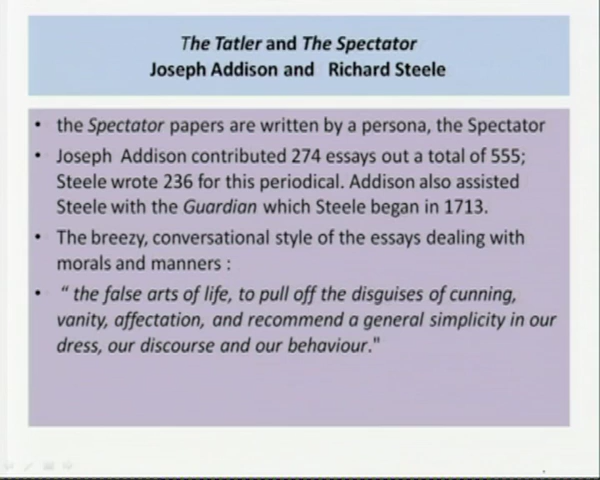 The Tatler and The Spectator
Joseph Addison and Richard Steele
• the Spectator papers are written by a persona, the Spectator
• Joseph Addison contributed 274 essays out a total of 555;
Steele wrote 236 for this periodical. Addison also assisted
Steele with the Guardian which Steele began in 1713.
• The breezy, conversational style of the essays dealing with
morals and manners :
• “ the false arts of life, to pull off the disguises of cunning,
vanity, affectation, and recommend a general simplicity in our
dress, our discourse and our behaviour."